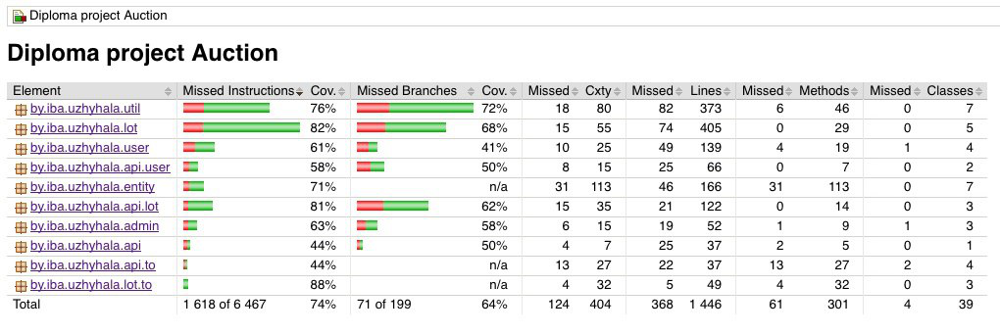 Diploma project Auction
Diploma project Auction
Element Missed Instructions Cov. Missed Branches Cov. Missed Cxty Missed Lines Missed Methods Missed Classes
by.iba.uzhyhala.util 76% 72% 18 80 82 373 6 46 0 7
by.iba.uzhyhala.lot 82% 68% 15 55 74 405 0 29 0 5
by.iba.uzhyhala.user 61% 41% 10 25 49 139 4 19 1 4
by.iba.uzhyhala.api.user 58% 50% 8 15 25 66 0 7 0 2
by.iba.uzhyhala.entity 71% n/a 31 113 46 166 31 113 0 7
by.iba.uzhyhala.api.lot 81% 62% 15 35 21 122 0 14 0 3
by.iba.uzhyhala.admin 63% 58% 6 15 19 52 1 9 1 3
by.iba.uzhyhala.api 44% 50% 4 7 25 37 2 5 0 1
by.iba.uzhyhala.api.to 44% n/a 13 27 22 37 13 27 2 4
by.iba.uzhyhala.lot.to 88% n/a 4 32 5 49 4 32 0 3
Total 1 618 of 6 467 74% 71 of 199 64% 124 404 368 1 446 61 301 4 39